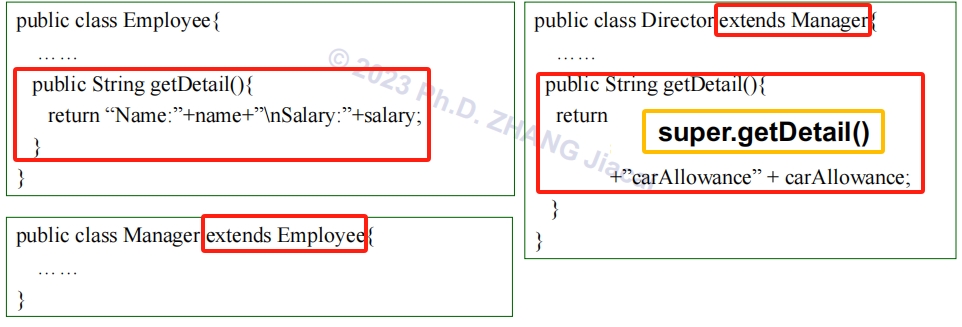 public class Employee{
……
public String getDetail(){
return “Name:”+name+”\nSalary:”+salary;
}
}
public class Manager extends Employee{
……
}
public class Director extends Manager{
……
public String getDetail(){
return
super.getDetail()
+”carAllowance” + carAllowance;
}
}
© 2023 Ph.D. ZHANG